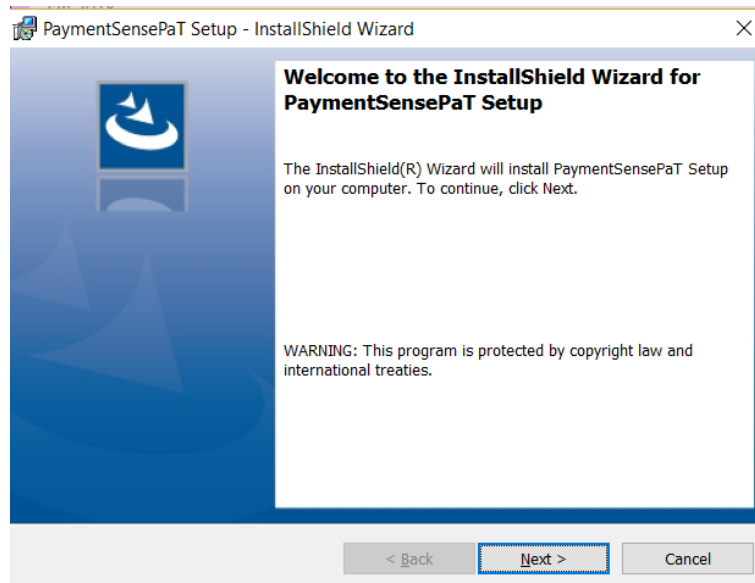 PaymentSensePaT Setup - InstallShield Wizard
Welcome to the InstallShield Wizard for
PaymentSensePaT Setup
The InstallShield(R) Wizard will install PaymentSensePaT Setup
on your computer. To continue, click Next.
WARNING: This program is protected by copyright law and
international treaties.
< Back
Next >
Cancel